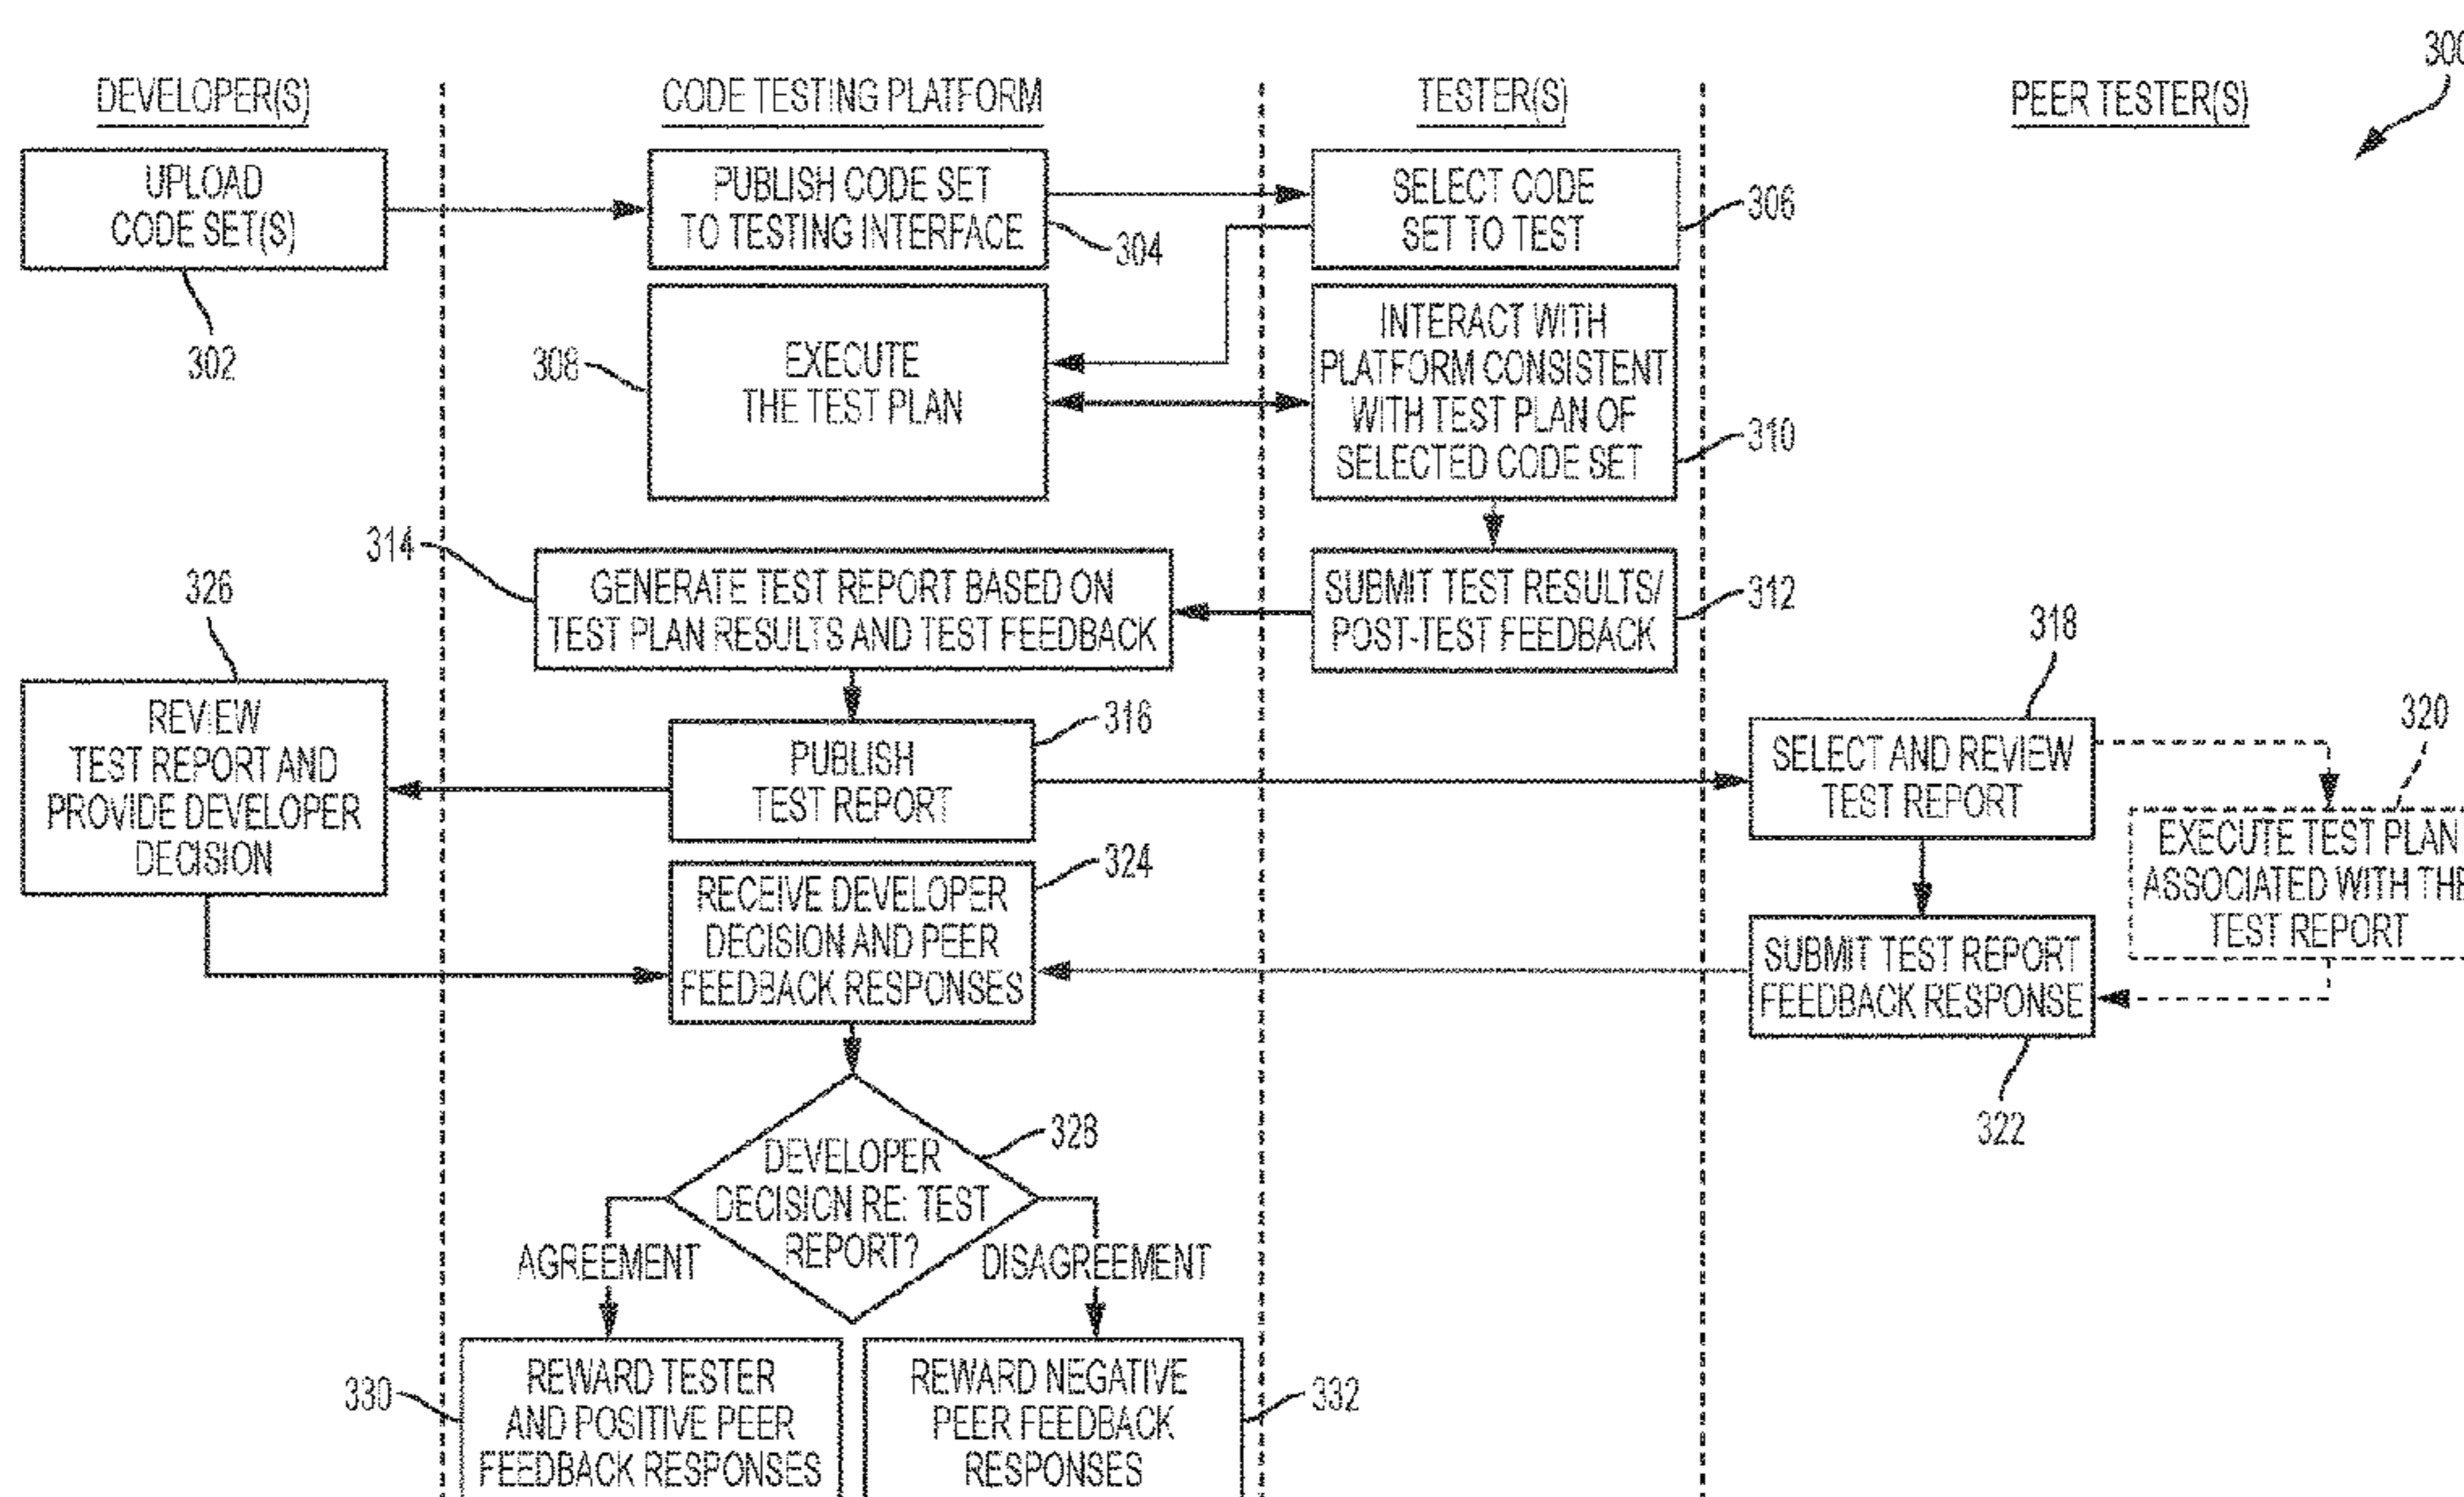 300
DEVELOPER(S)
CODE TESTING PLATFORM
TESTER(S)
PEER TESTER(S)
UPLOAD
CODE SET(S)
302
PUBLISH CODE SET
TO TESTING INTERFACE
304
SELECT CODE
SET TO TEST
306
308
EXECUTE
THE TEST PLAN
INTERACT WITH
PLATFORM CONSISTENT
WITH TEST PLAN OF
SELECTED CODE SET
310
314
GENERATE TEST REPORT BASED ON
TEST PLAN RESULTS AND TEST FEEDBACK
SUBMIT TEST RESULTS/
POST-TEST FEEDBACK
312
326
REVIEW
TEST REPORT AND
PROVIDE DEVELOPER
DECISION
PUBLISH
TEST REPORT
316
318
SELECT AND REVIEW
TEST REPORT
320
EXECUTE TEST PLAN
ASSOCIATED WITH THE
TEST REPORT
RECEIVE DEVELOPER
DECISION AND PEER
FEEDBACK RESPONSES
324
SUBMIT TEST REPORT
FEEDBACK RESPONSE
322
DEVELOPER
DECISION RE: TEST
REPORT?
328
AGREEMENT
DISAGREEMENT
330
REWARD TESTER
AND POSITIVE PEER
FEEDBACK RESPONSES
REWARD NEGATIVE
PEER FEEDBACK
RESPONSES
332